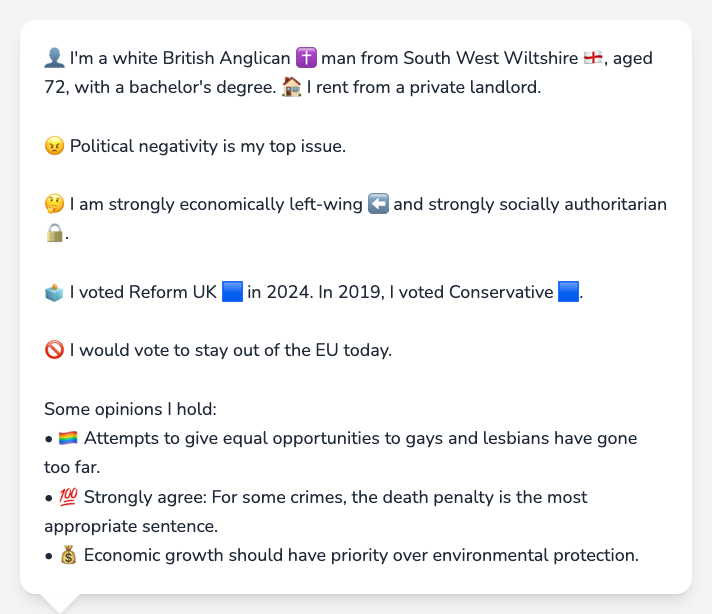 👤 I'm a white British Anglican ✝️ man from South West Wiltshire 🏴󠁧󠁢󠁥󠁮󠁧󠁿, aged
72, with a bachelor's degree. 🏠 I rent from a private landlord.
😠 Political negativity is my top issue.
🤔 I am strongly economically left-wing ⬅️ and strongly socially authoritarian
🔒.
🗳️ I voted Reform UK 🟦 in 2024. In 2019, I voted Conservative 🟦.
🚫 I would vote to stay out of the EU today.
Some opinions I hold:
• 🏳️‍🌈 Attempts to give equal opportunities to gays and lesbians have gone
too far.
• 💯 Strongly agree: For some crimes, the death penalty is the most
appropriate sentence.
• 💰 Economic growth should have priority over environmental protection.